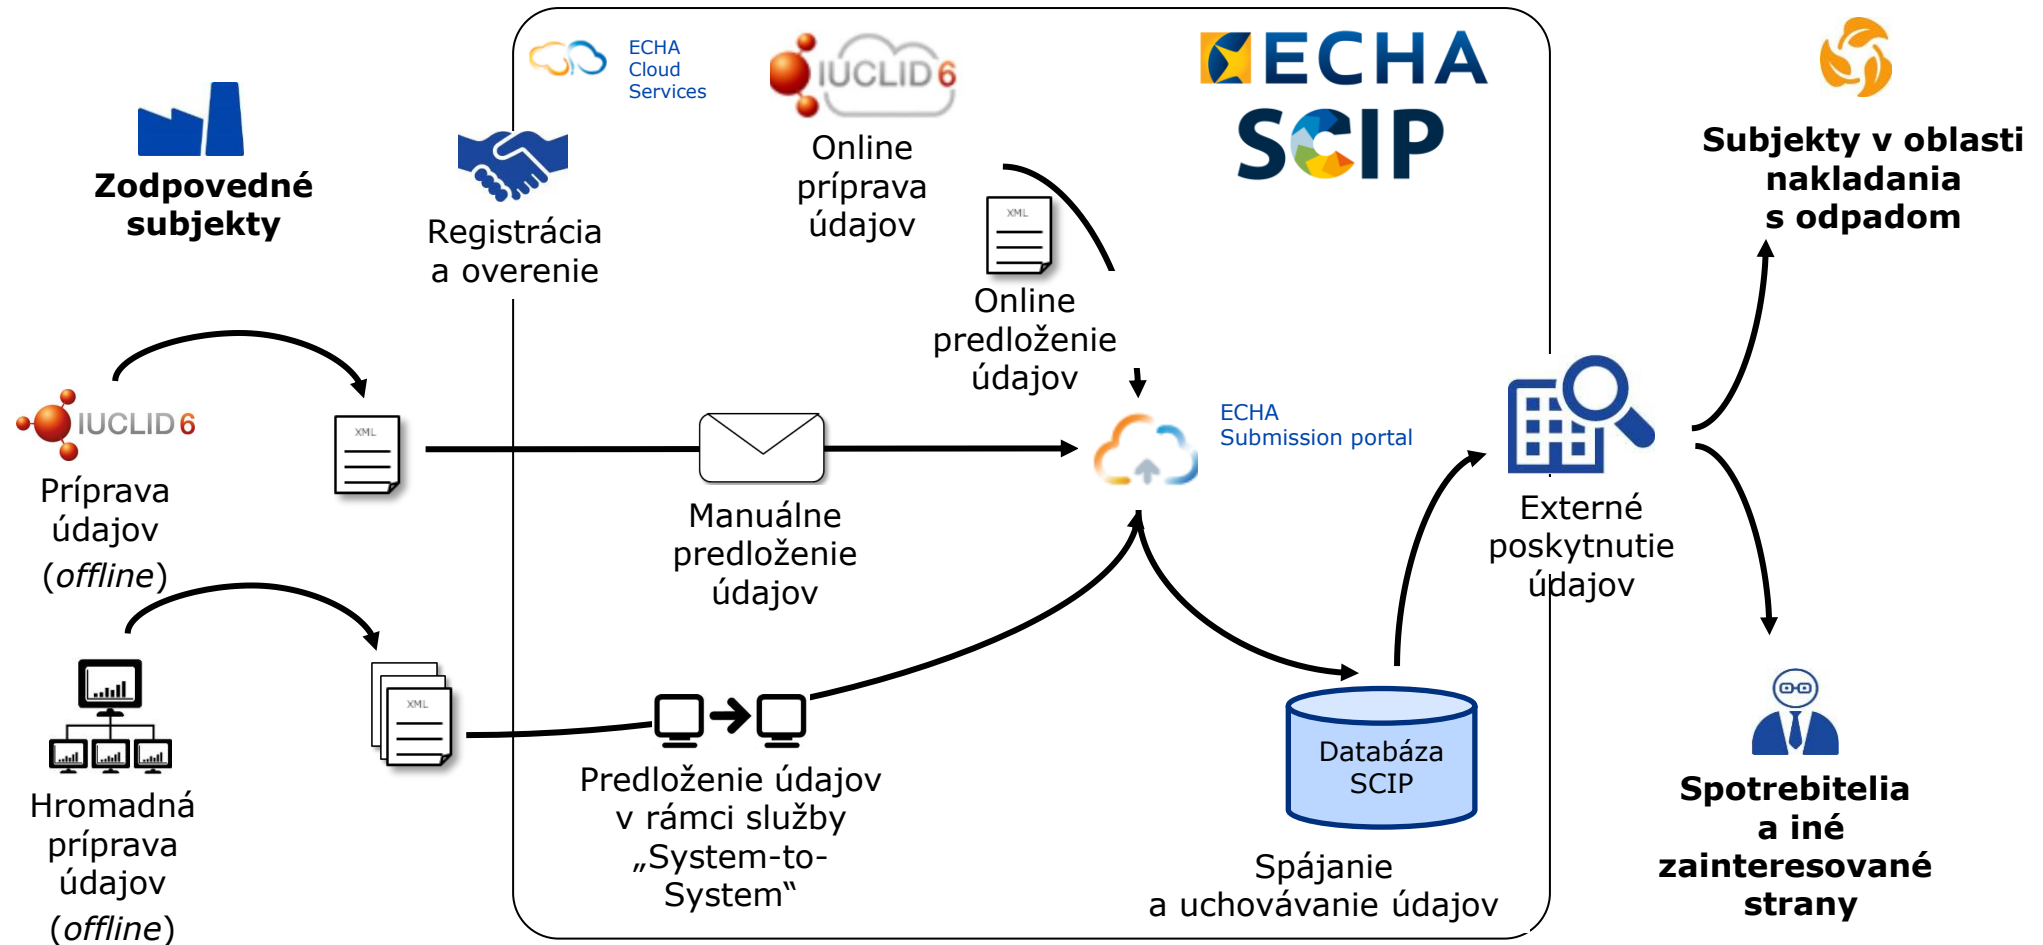 Zodpovedné
subjekty
Registrácia
a overenie
ECHA
Cloud
Services
IUCLID 6
Online
príprava
údajov
XML
Online
predloženie
údajov
ECHA
SCIP
Subjekty v oblasti
nakladania
s odpadom
IUCLID 6
Príprava
údajov
(offline)
XML
Manuálne
predloženie
údajov
ECHA
Submission portal
Externé
poskytnutie
údajov
Hromadná
príprava
údajov
(offline)
XML
Predloženie údajov
v rámci služby
„System-to-
System“
Databáza
SCIP
Spájanie
a uchovávanie údajov
Spotrebitelia
a iné
zainteresované
strany